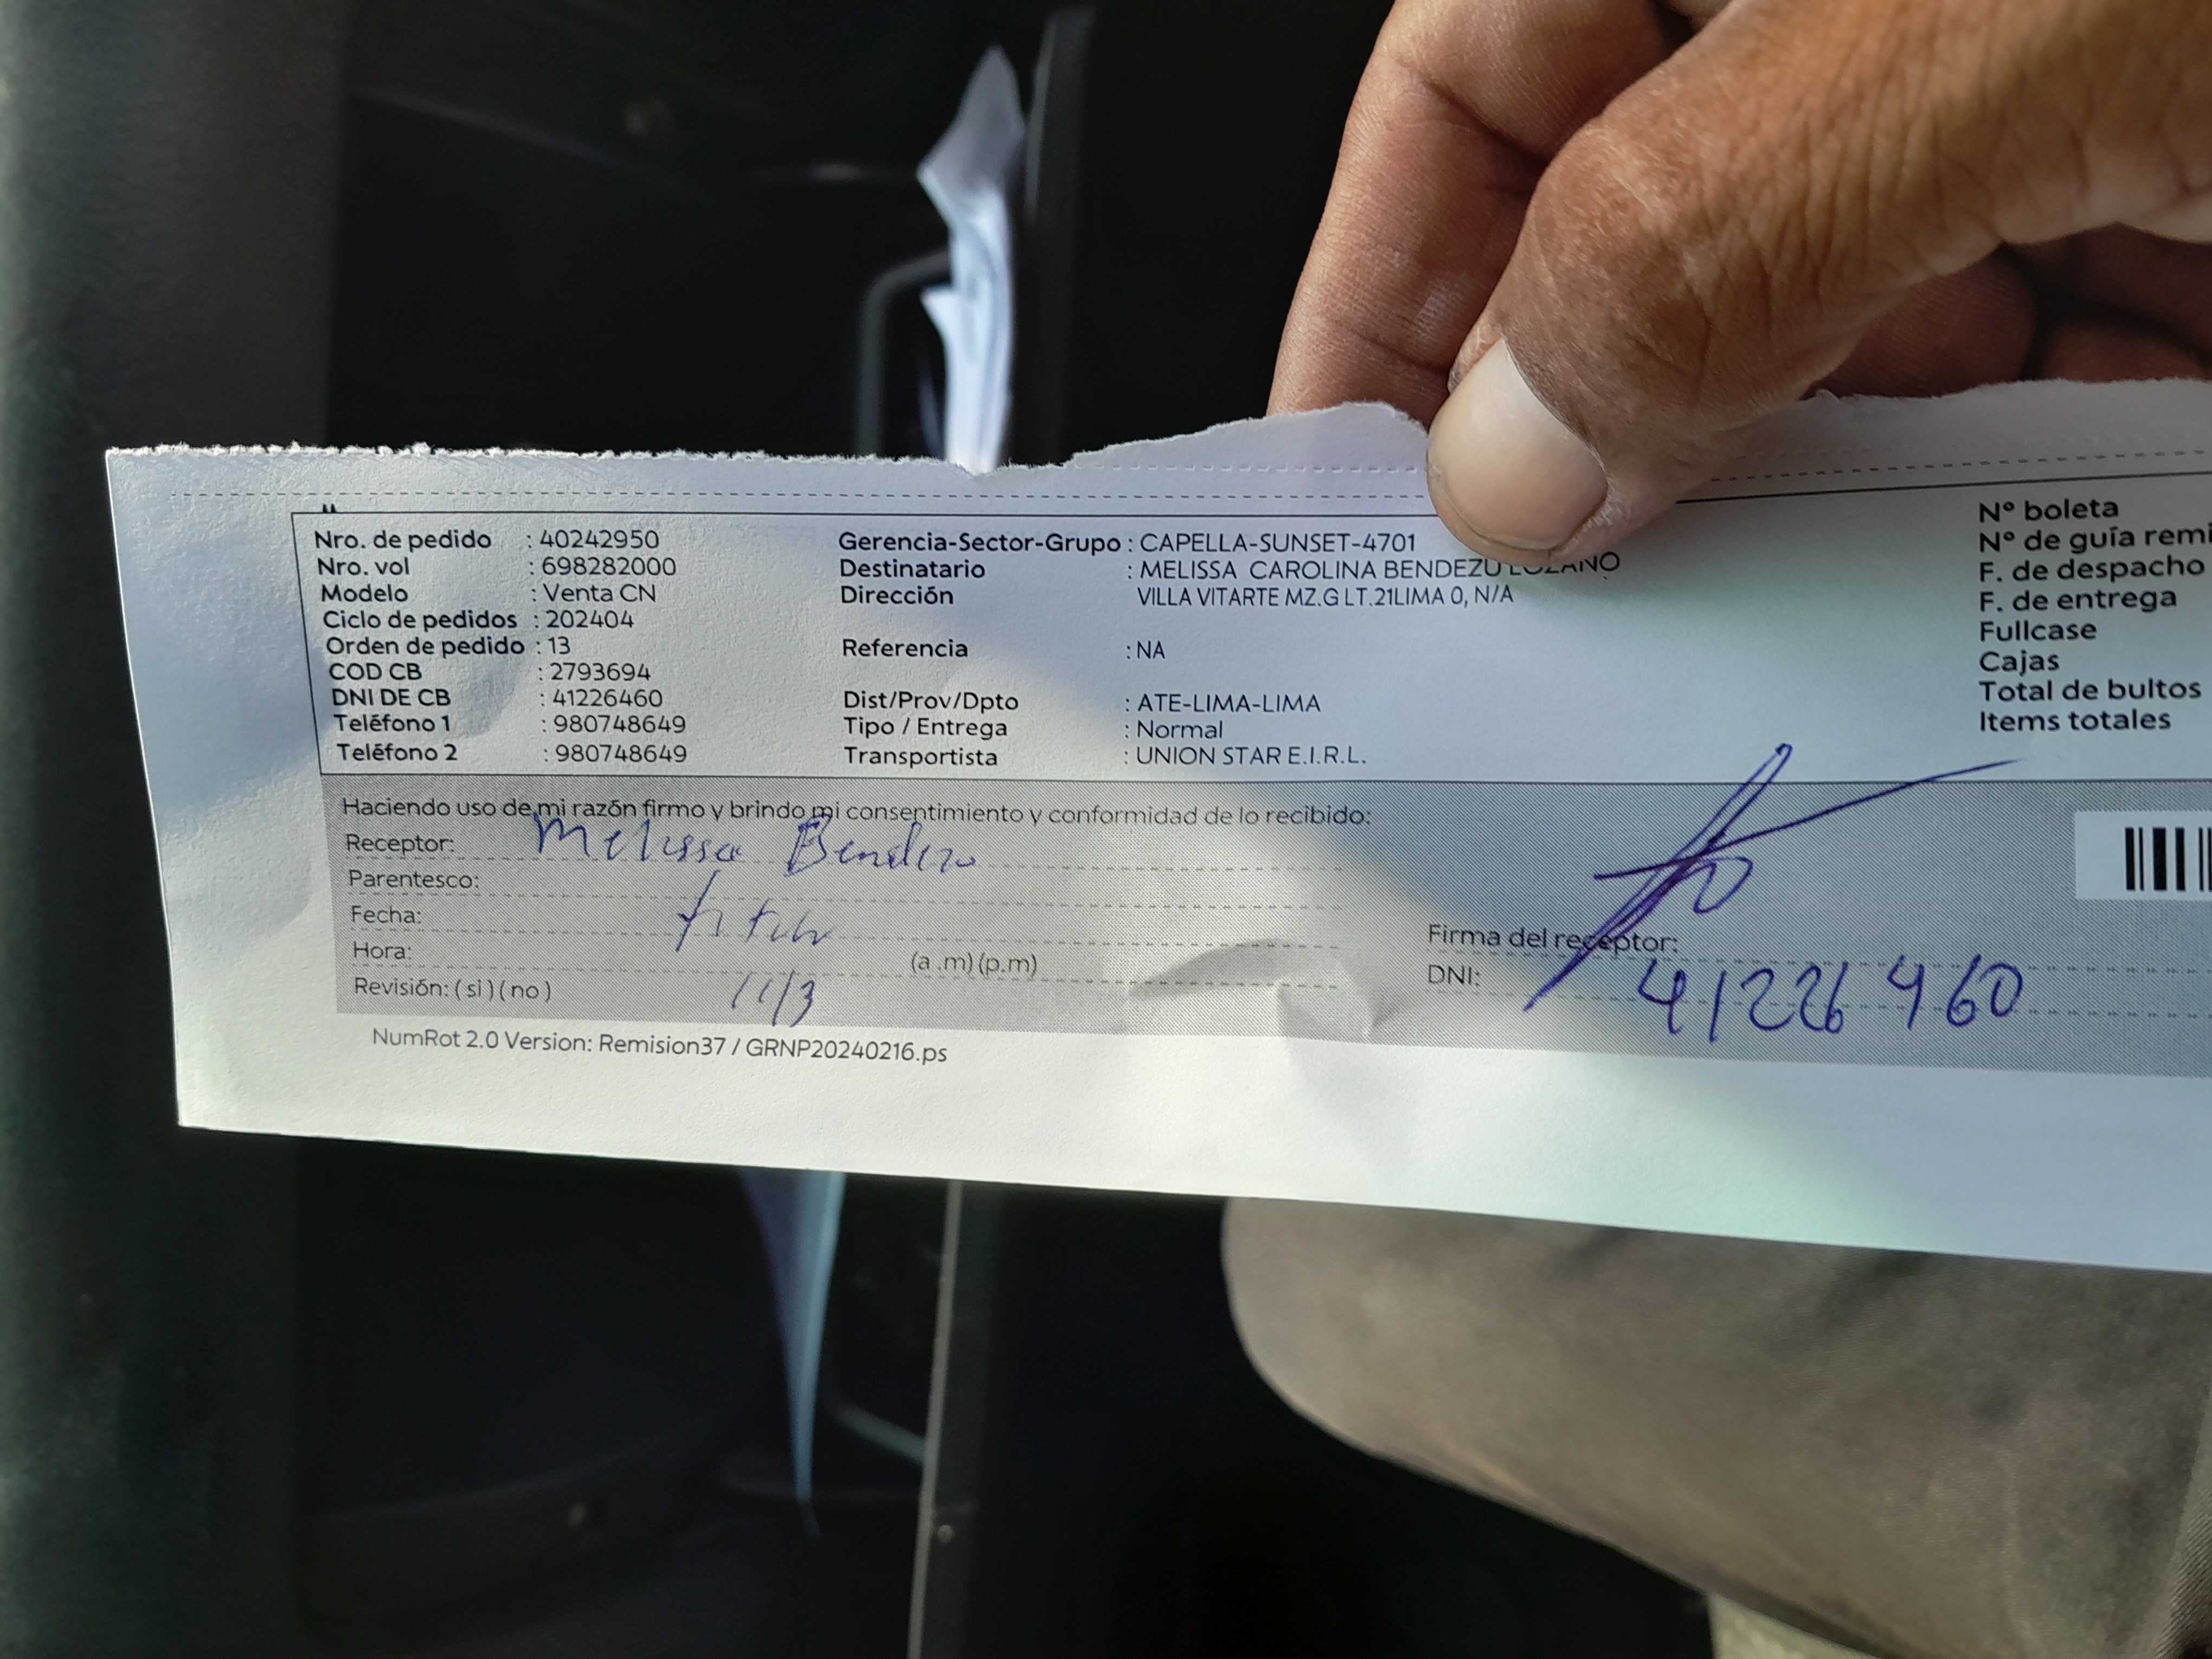 Nro. de pedido : 40242950
Nro. vol : 698282000
Modelo : Venta CN
Ciclo de pedidos : 202404
Orden de pedido : 13
COD CB : 2793694
DNI DE CB : 41226460
Teléfono 1 : 980748649
Teléfono 2 : 980748649
Gerencia-Sector-Grupo : CAPELLA-SUNSET-4701
Destinatario : MELISSA CAROLINA BENDEZU LOZANO
Dirección VILLA VITARTE MZ.G LT.21LIMA 0, N/A
Referencia : NA
Dist/Prov/Dpto : ATE-LIMA-LIMA
Tipo / Entrega : Normal
Transportista : UNION STAR E.I.R.L.
N° boleta
N° de guía remi
F. de despacho
F. de entrega
Fullcase
Cajas
Total de bultos
Items totales
Haciendo uso de mi razón firmo y brindo mi consentimiento y conformidad de lo recibido:
Receptor: Melissa Bendezu
Parentesco:
Fecha:
Hora: (a.m) (p.m)
Revisión: ( si ) ( no ) 11/3
Firma del receptor:
DNI: 41226460
NumRot 2.0 Version: Remision37 / GRNP20240216.ps